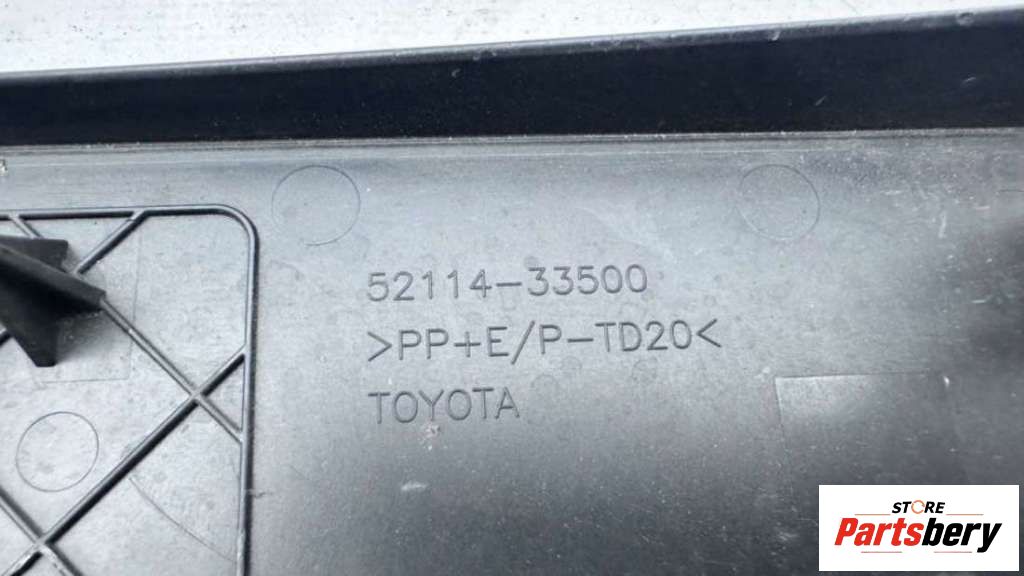 52114-33500
>PP+E/P-TD20<
TOYOTA
STORE
Partsbery